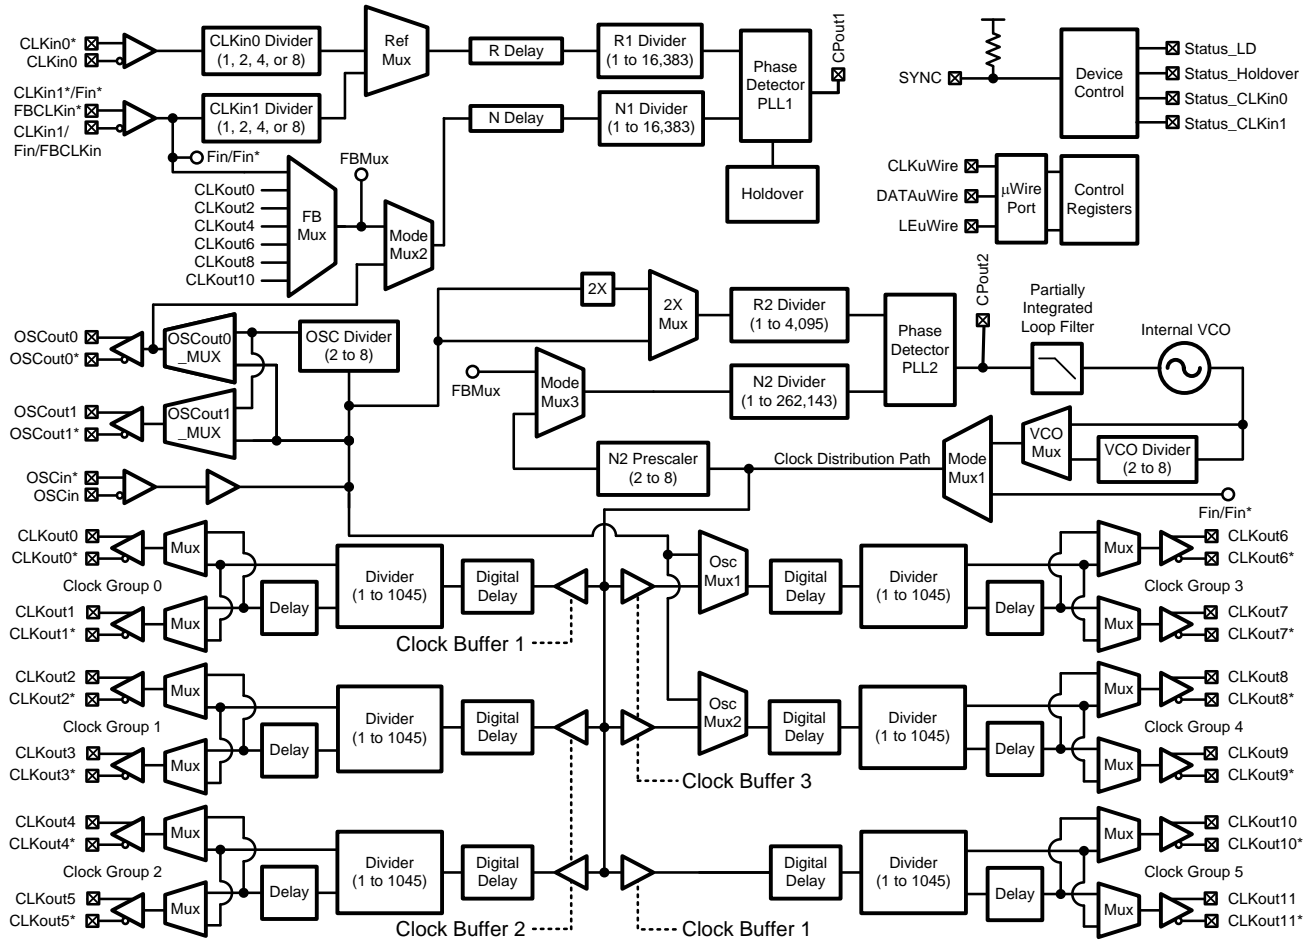 CLKin0*
CLKin0
CLKin0 Divider
(1, 2, 4, or 8)
Ref
Mux
R Delay
R1 Divider
(1 to 16,383)
Phase
Detector
PLL1
CPout1
CLKin1*/Fin*
FBCLKin*
CLKin1/
Fin/FBCLKin
CLKin1 Divider
(1, 2, 4, or 8)
N Delay
N1 Divider
(1 to 16,383)
Fin/Fin*
FBMux
Holdover
SYNC
Device
Control
Status_LD
Status_Holdover
Status_CLKin0
Status_CLKin1
CLKuWire
DATAuWire
LEuWire
µWire
Port
Control
Registers
CLKout0
CLKout2
CLKout4
CLKout6
CLKout8
CLKout10
FB
Mux
Mode
Mux2
2X
2X
Mux
R2 Divider
(1 to 4,095)
Phase
Detector
PLL2
CPout2
Partially
Integrated
Loop Filter
Internal VCO
OSCout0
OSCout0*
OSCout0
_MUX
OSC Divider
(2 to 8)
FBMux
Mode
Mux3
N2 Divider
(1 to 262,143)
OSCout1
OSCout1*
OSCout1
_MUX
OSCin*
OSCin
N2 Prescaler
(2 to 8)
Clock Distribution Path
Mode
Mux1
VCO
Mux
VCO Divider
(2 to 8)
Fin/Fin*
CLKout0
CLKout0*
Mux
Clock Group 0
CLKout1
CLKout1*
Mux
Delay
Divider
(1 to 1045)
Digital
Delay
Clock Buffer 1
Osc
Mux1
Digital
Delay
Divider
(1 to 1045)
Delay
Mux
Mux
CLKout6
CLKout6*
Clock Group 3
CLKout7
CLKout7*
CLKout2
CLKout2*
Mux
Clock Group 1
CLKout3
CLKout3*
Mux
Delay
Divider
(1 to 1045)
Digital
Delay
Clock Buffer 3
Osc
Mux2
Digital
Delay
Divider
(1 to 1045)
Delay
Mux
Mux
CLKout8
CLKout8*
Clock Group 4
CLKout9
CLKout9*
CLKout4
CLKout4*
Mux
Clock Group 2
CLKout5
CLKout5*
Mux
Delay
Divider
(1 to 1045)
Digital
Delay
Clock Buffer 2
Clock Buffer 1
Digital
Delay
Divider
(1 to 1045)
Delay
Mux
Mux
CLKout10
CLKout10*
Clock Group 5
CLKout11
CLKout11*